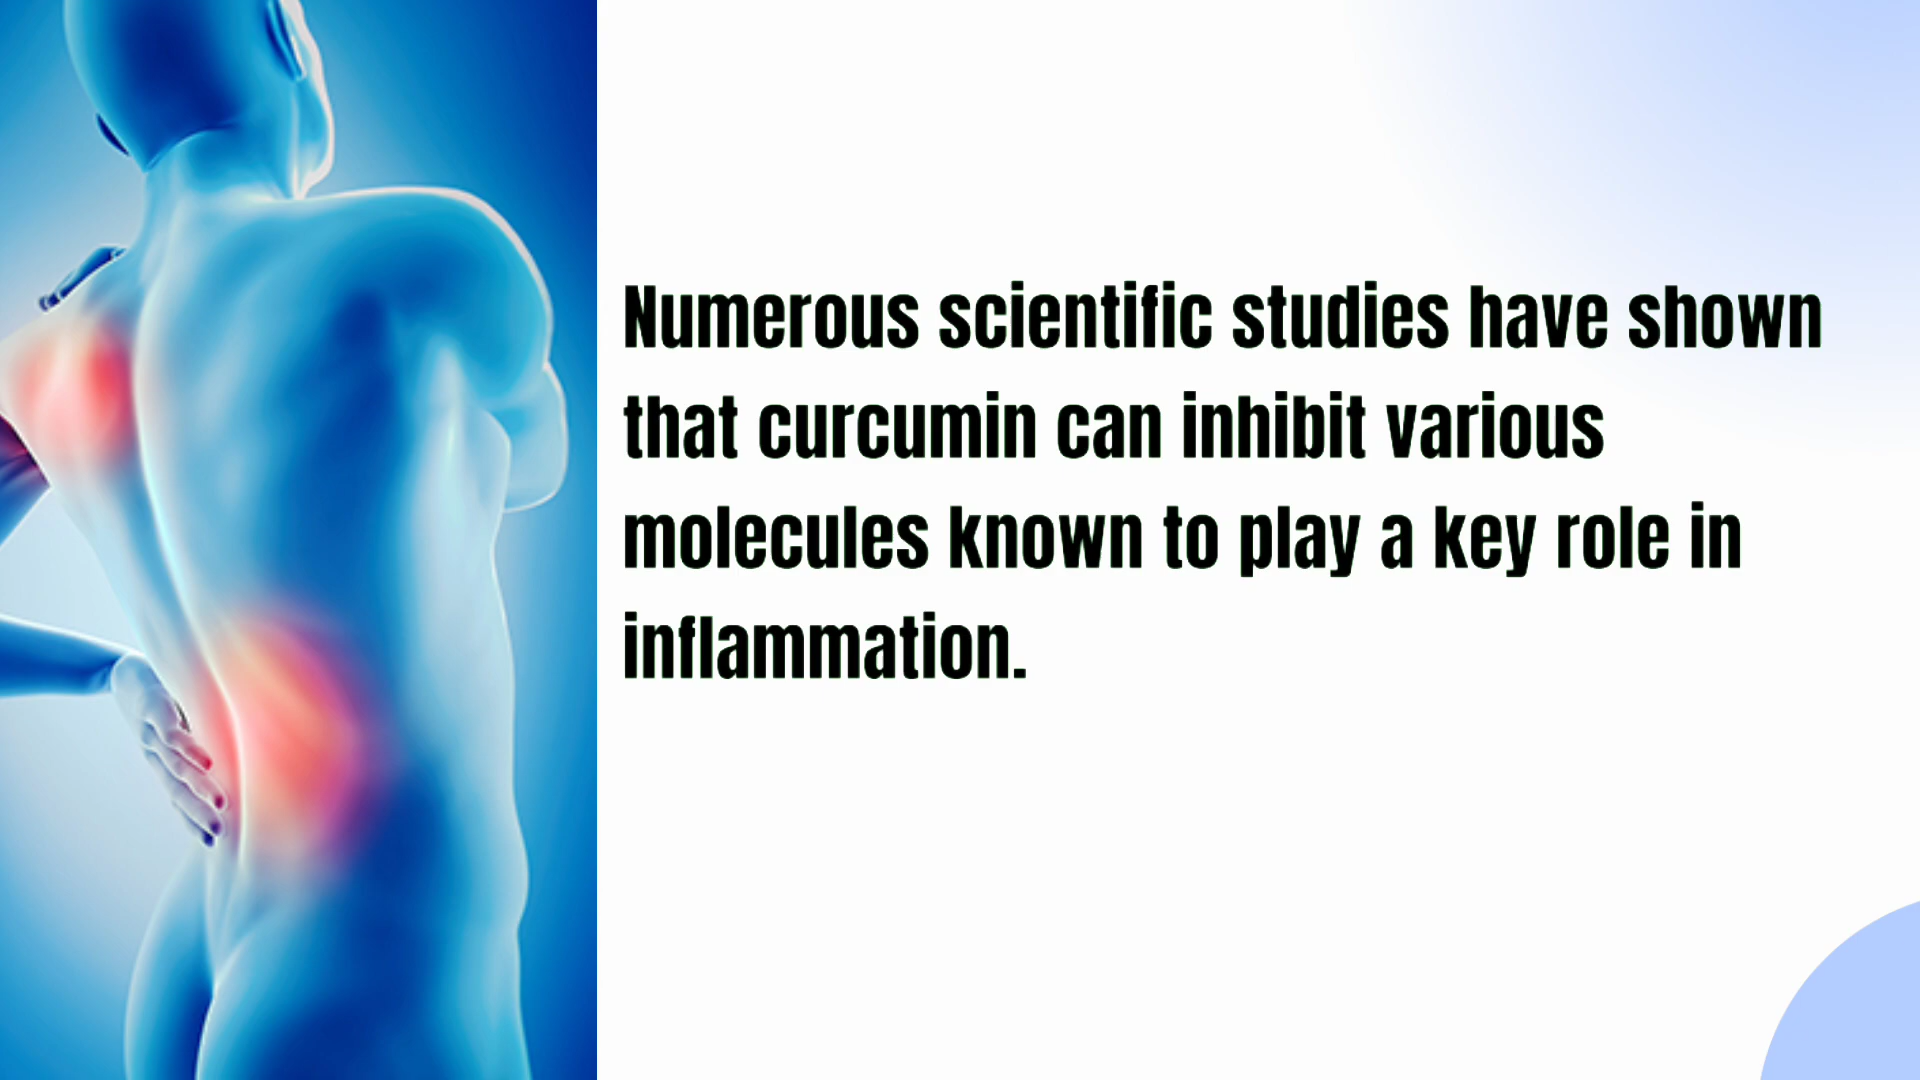 Numerous scientific studies have shown
that curcumin can inhibit various
molecules known to play a key role in
inflammation.